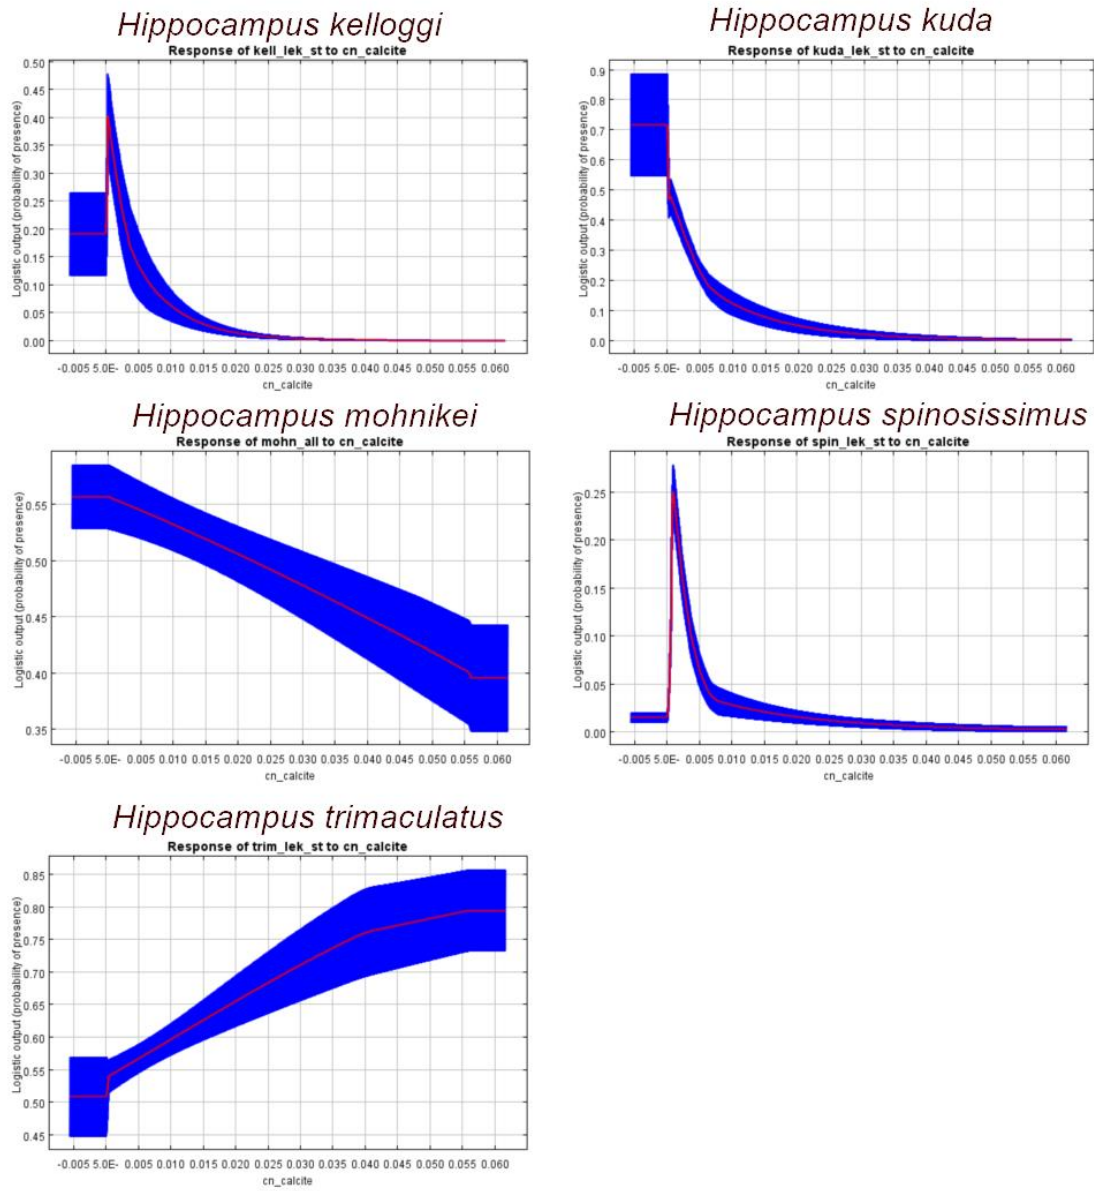 Hippocampus kelloggi
Response of kell_lek_st to cn_calcite
Logistic output (probability of presence)
0.50
0.45
0.40
0.35
0.30
0.25
0.20
0.15
0.10
0.05
0.00
-0.005 5.0E- 0.005 0.010 0.015 0.020 0.025 0.030 0.035 0.040 0.045 0.050 0.055 0.060
cn_calcite
Hippocampus kuda
Response of kuda_lek_st to cn_calcite
Logistic output (probability of presence)
0.9
0.8
0.7
0.6
0.5
0.4
0.3
0.2
0.1
0.0
-0.005 5.0E- 0.005 0.010 0.015 0.020 0.025 0.030 0.035 0.040 0.045 0.050 0.055 0.060
cn_calcite
Hippocampus mohnikei
Response of mohn_all to cn_calcite
Logistic output (probability of presence)
0.55
0.50
0.45
0.40
0.35
-0.005 5.0E- 0.005 0.010 0.015 0.020 0.025 0.030 0.035 0.040 0.045 0.050 0.055 0.060
cn_calcite
Hippocampus spinosissimus
Response of spin_lek_st to cn_calcite
Logistic output (probability of presence)
0.25
0.20
0.15
0.10
0.05
0.00
-0.005 5.0E- 0.005 0.010 0.015 0.020 0.025 0.030 0.035 0.040 0.045 0.050 0.055 0.060
cn_calcite
Hippocampus trimaculatus
Response of trim_lek_st to cn_calcite
Logistic output (probability of presence)
0.85
0.80
0.75
0.70
0.65
0.60
0.55
0.50
0.45
-0.005 5.0E- 0.005 0.010 0.015 0.020 0.025 0.030 0.035 0.040 0.045 0.050 0.055 0.060
cn_calcite